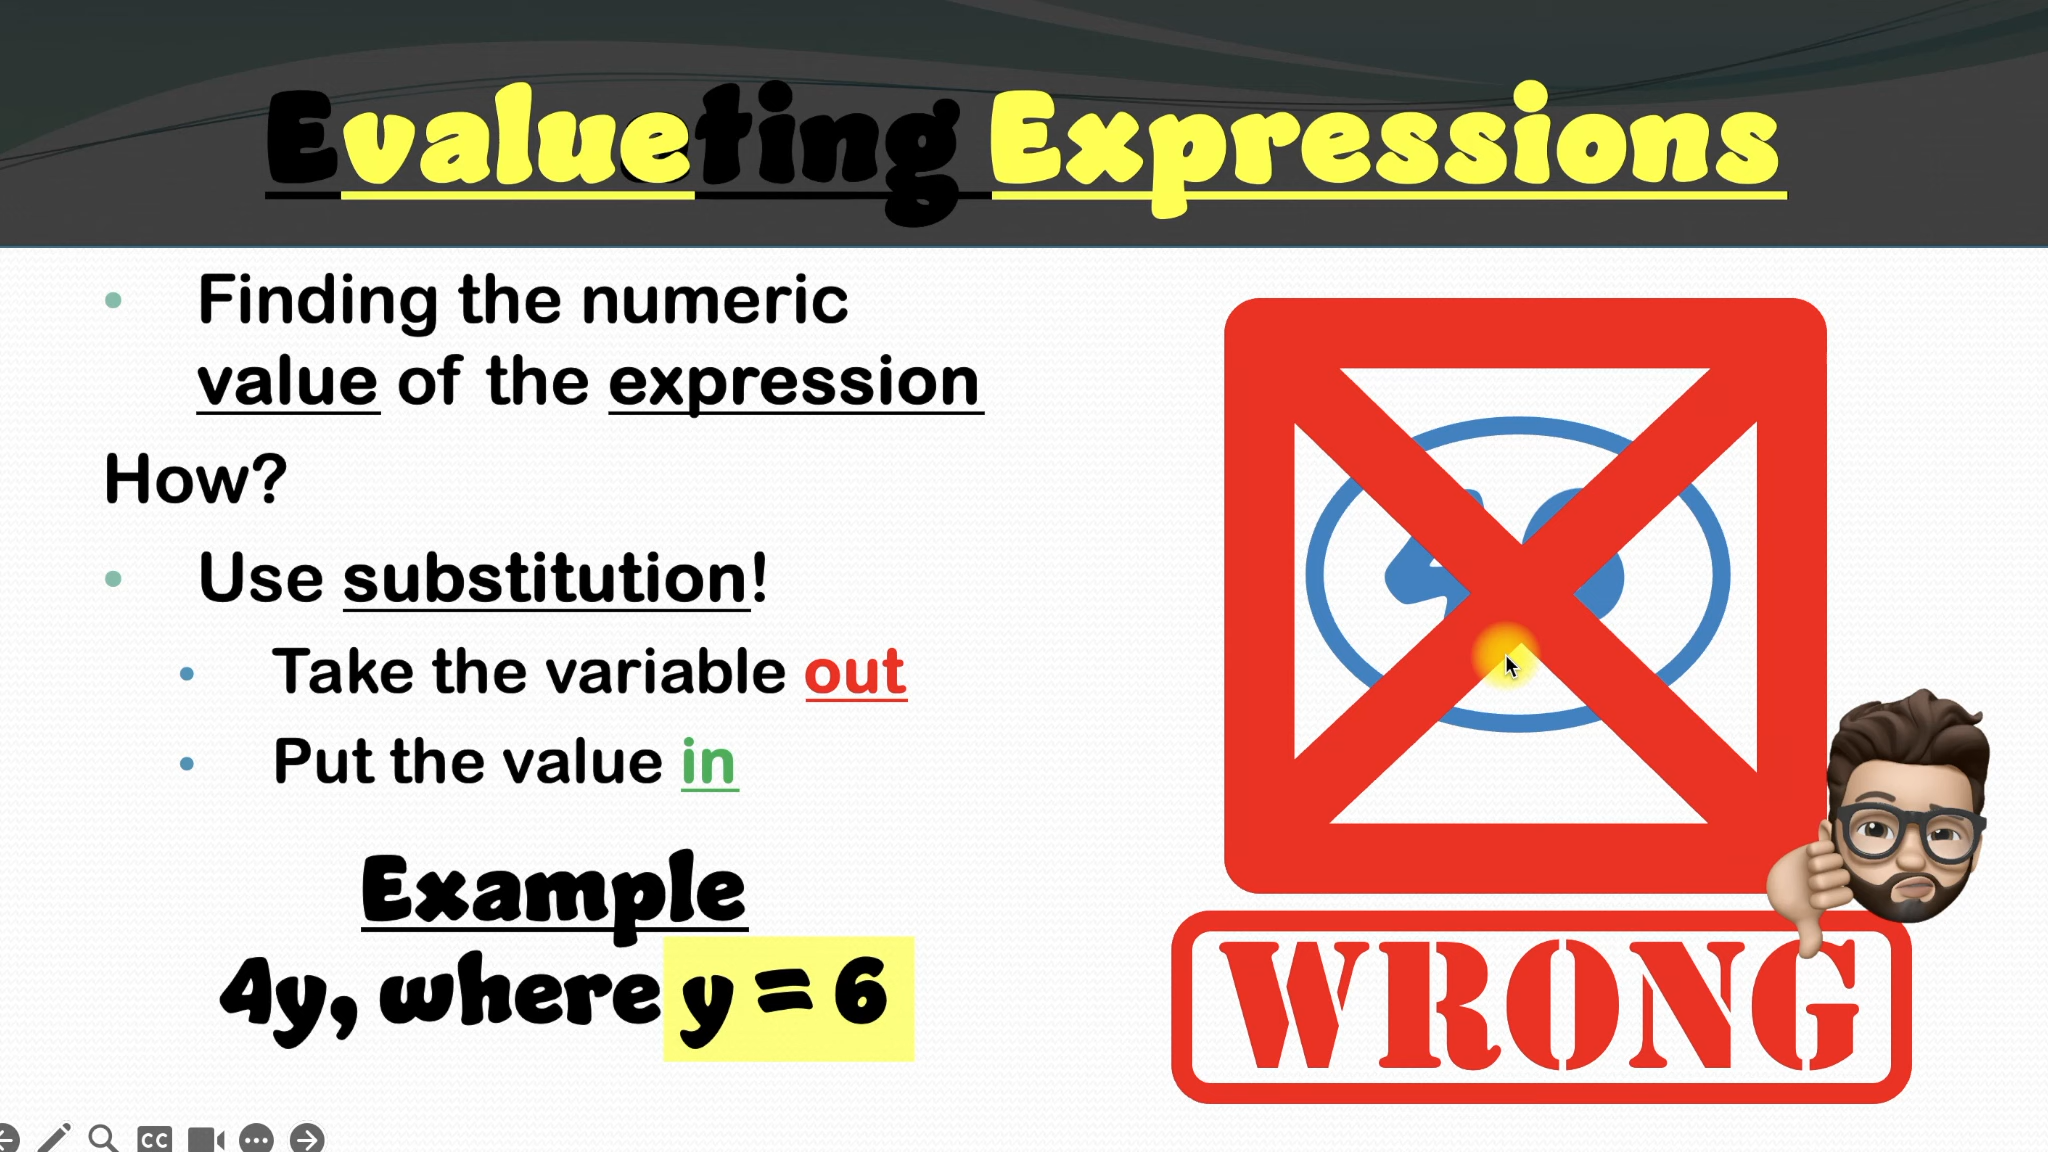 Evalueting Expressions
Finding the numeric
value of the expression
How?
Use substitution!
Take the variable out
Put the value in
Example
4y, where y = 6
WRONG
CC